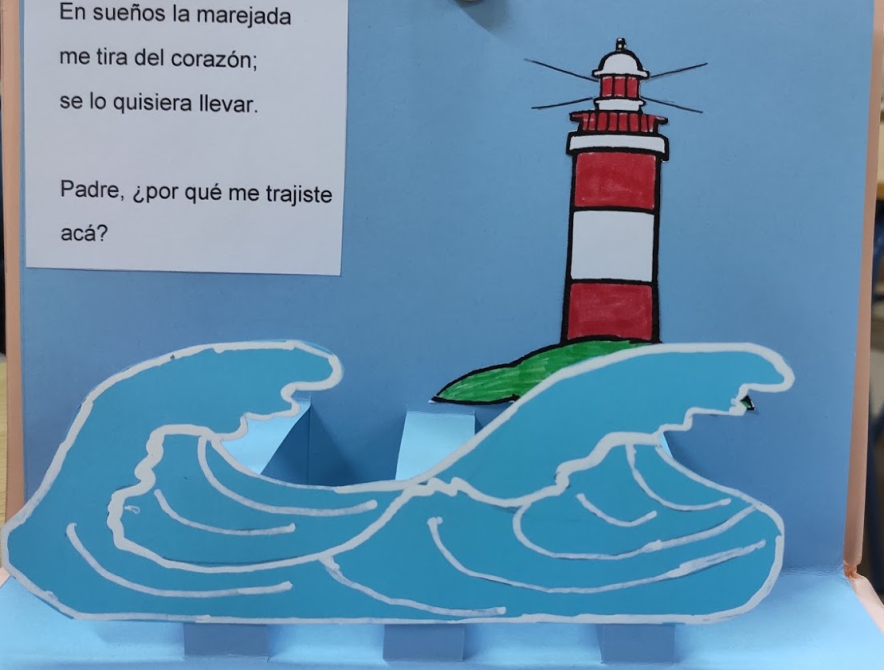 En sueños la marejada
me tira del corazón;
se lo quisiera llevar.
Padre, ¿por qué me trajiste
acá?